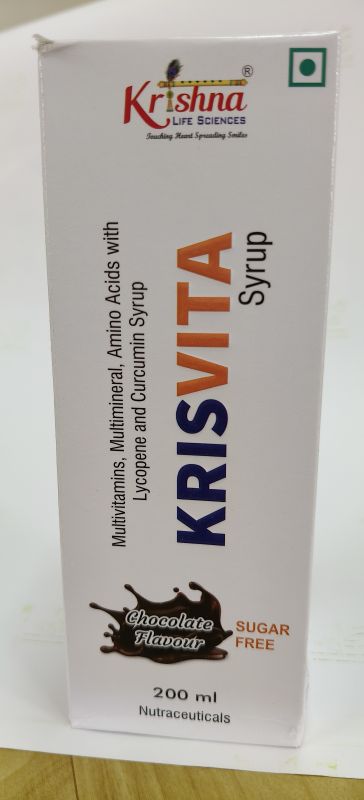 Krishna®
LIFE SCIENCES
Touching Heart Spreading Smiles
Multivitamins, Multimineral, Amino Acids with
Lycopene and Curcumin Syrup
KRISVITA
Syrup
Chocolate
Flavour
SUGAR
FREE
200 ml
Nutraceuticals